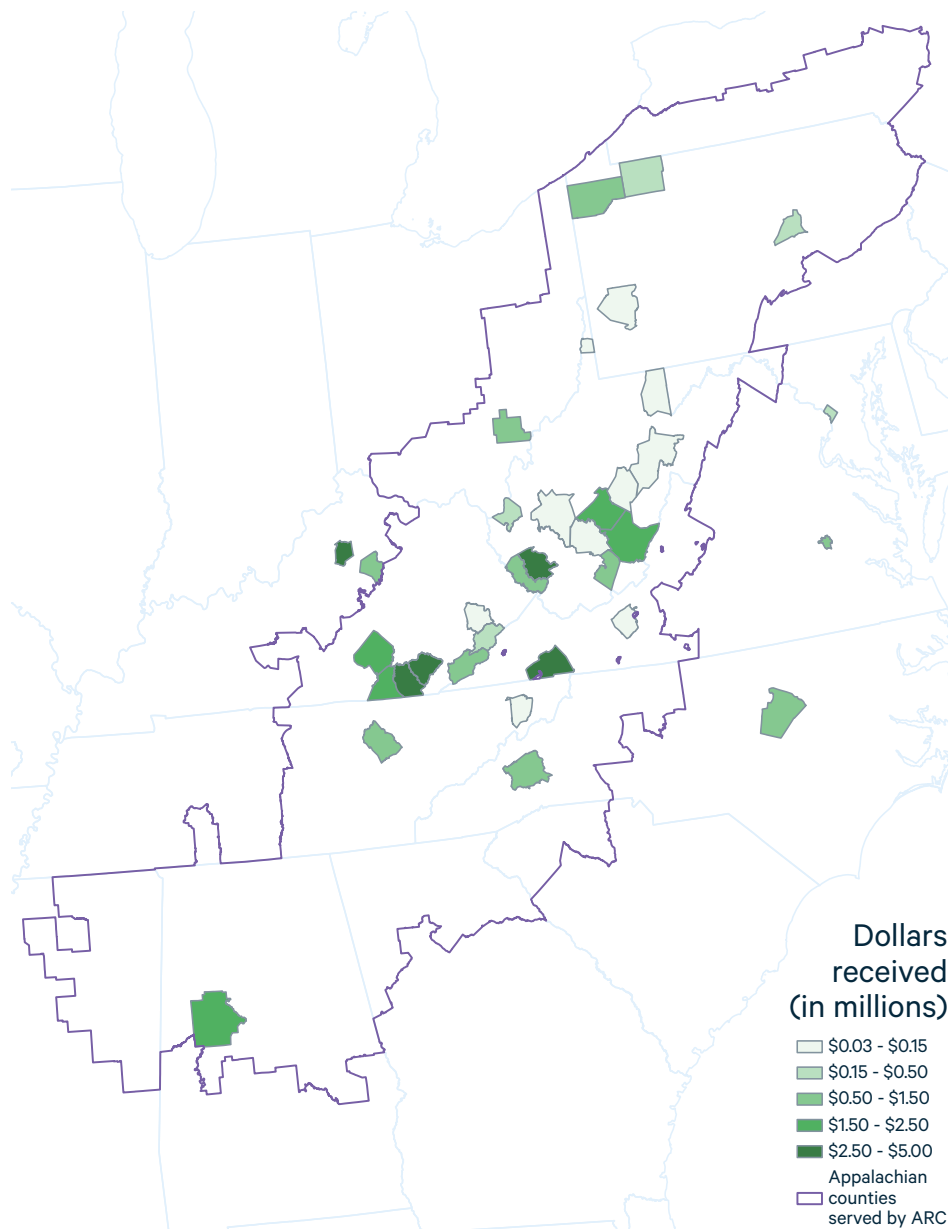 Dollars
received
(in millions)
$0.03 - $0.15
$0.15 - $0.50
$0.50 - $1.50
$1.50 - $2.50
$2.50 - $5.00
Appalachian
counties
served by ARC